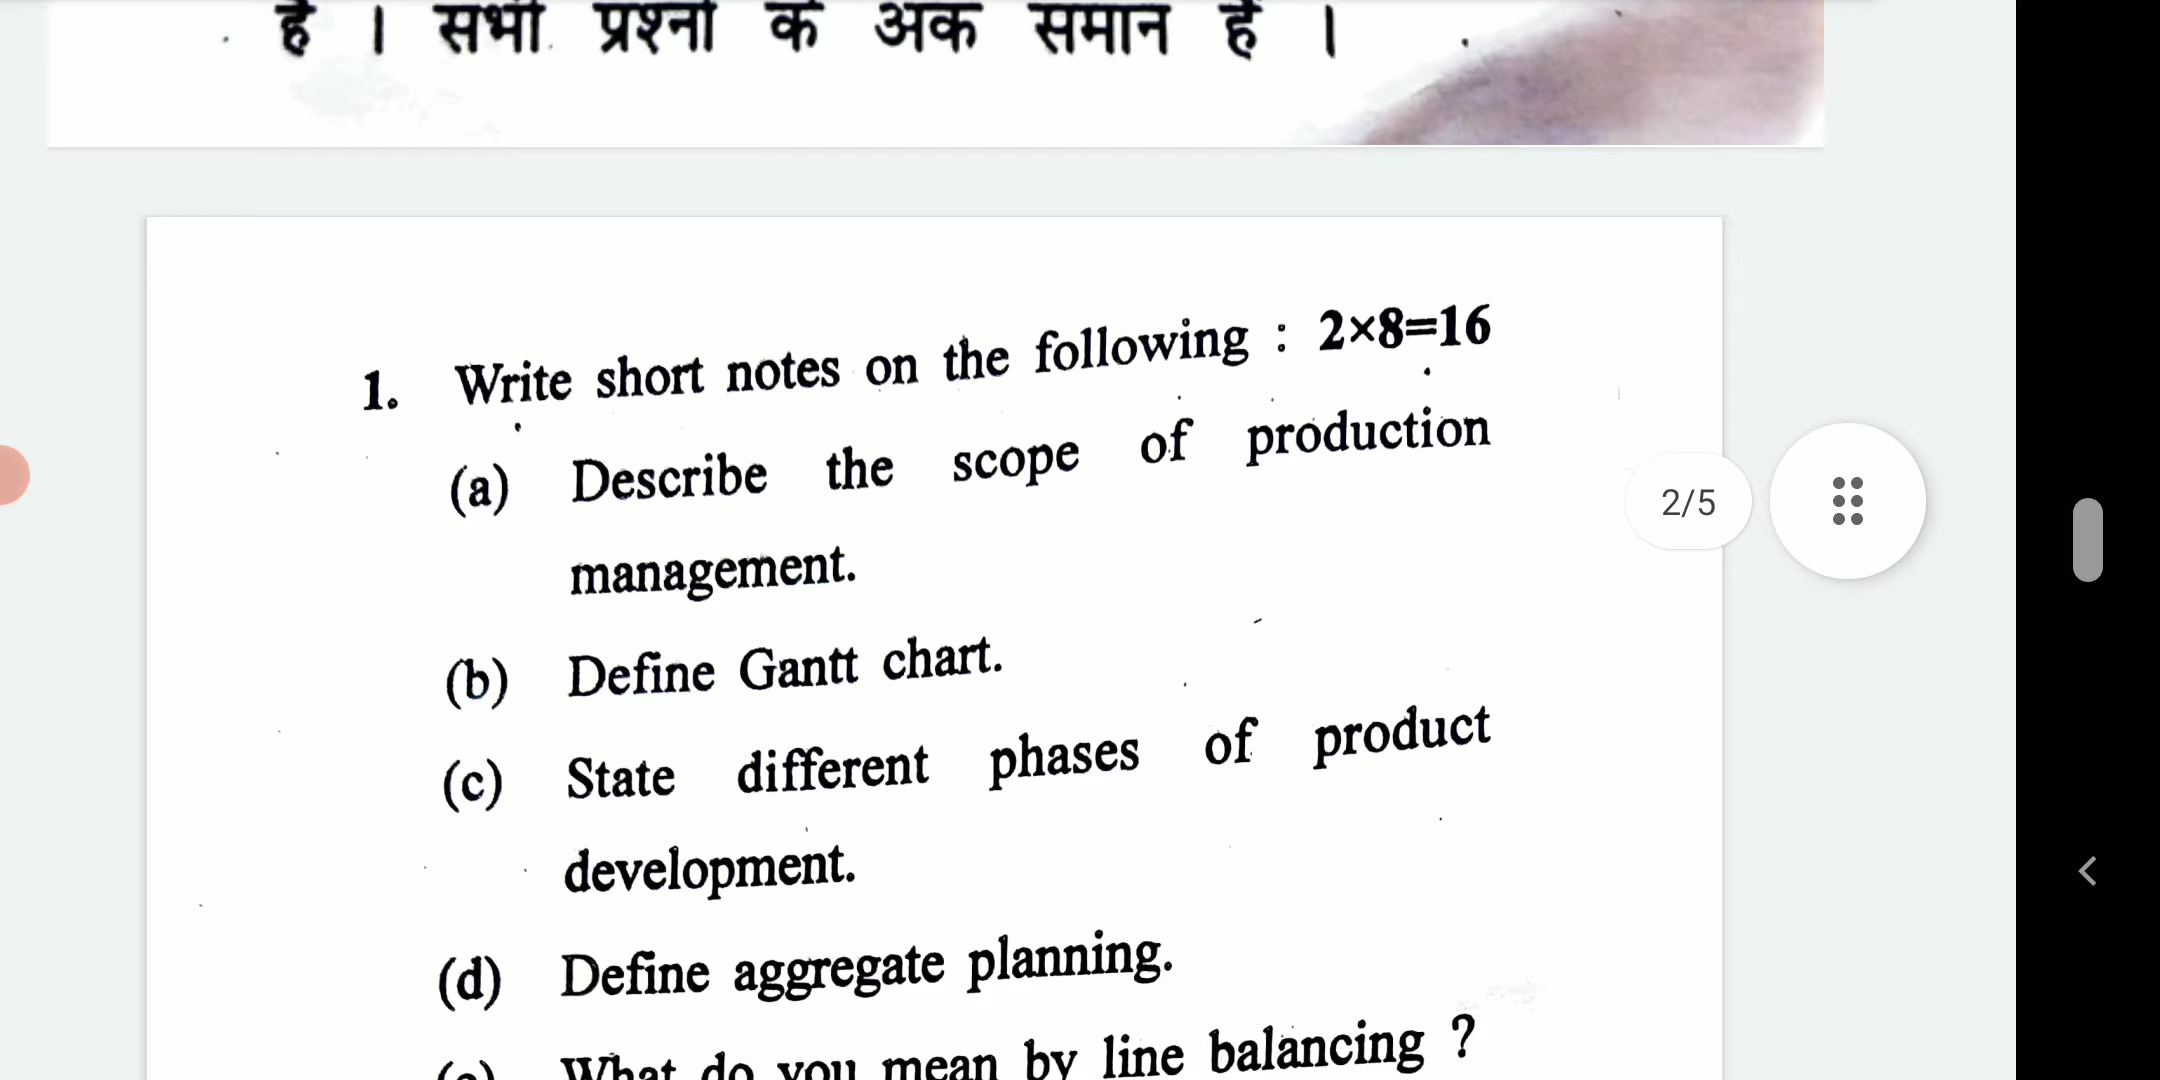 है । सभी प्रश्नों के अंक समान हैं ।
1. Write short notes on the following : 2×8=16
(a) Describe the scope of production
management.
2/5
(b) Define Gantt chart.
(c) State different phases of product
development.
(d) Define aggregate planning.
(e) What do you mean by line balancing ?